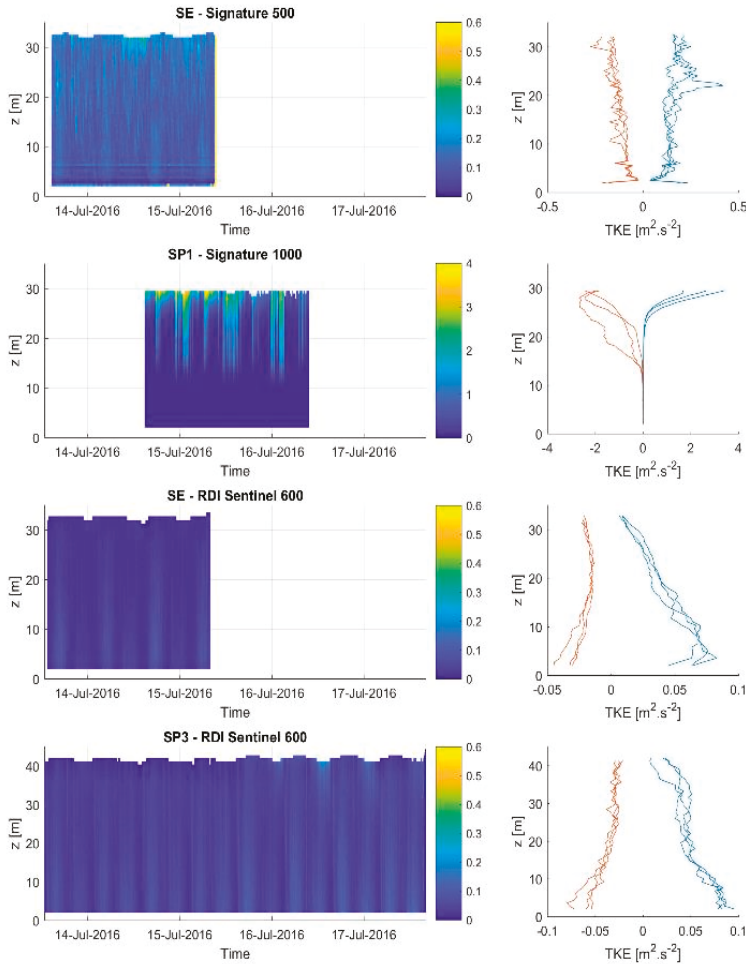 SE - Signature 500
z [m]
30
20
10
0
14-Jul-2016 15-Jul-2016 16-Jul-2016 17-Jul-2016
Time
0.6
0.5
0.4
0.3
0.2
0.1
0
z [m]
30
20
10
0
-0.5 0 0.5
TKE [m².s⁻²]
SP1 - Signature 1000
z [m]
30
20
10
0
14-Jul-2016 15-Jul-2016 16-Jul-2016 17-Jul-2016
Time
4
3
2
1
0
z [m]
30
20
10
0
-4 -2 0 2 4
TKE [m².s⁻²]
SE - RDI Sentinel 600
z [m]
30
20
10
0
14-Jul-2016 15-Jul-2016 16-Jul-2016 17-Jul-2016
Time
0.6
0.5
0.4
0.3
0.2
0.1
0
z [m]
30
20
10
0
-0.05 0 0.05 0.1
TKE [m².s⁻²]
SP3 - RDI Sentinel 600
z [m]
40
30
20
10
0
14-Jul-2016 15-Jul-2016 16-Jul-2016 17-Jul-2016
Time
0.6
0.5
0.4
0.3
0.2
0.1
0
z [m]
40
30
20
10
0
-0.1 -0.05 0 0.05 0.1
TKE [m².s⁻²]